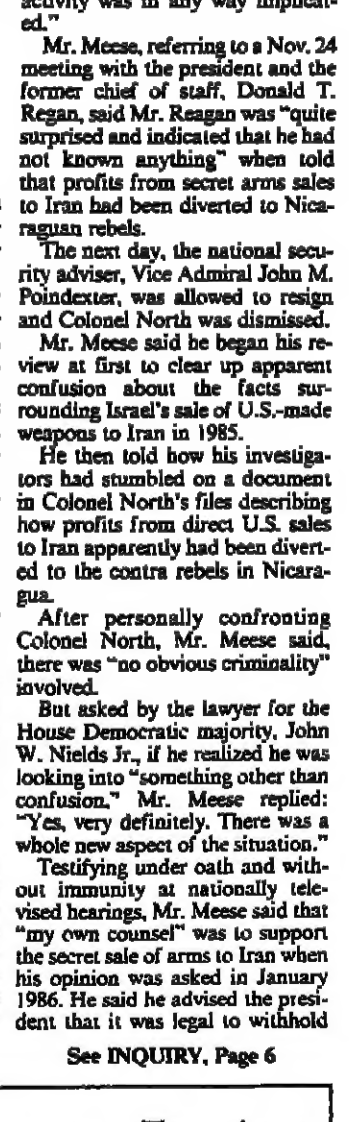 activity was in any way implicat-
ed."
Mr. Meese, referring to a Nov. 24
meeting with the president and the
former chief of staff, Donald T.
Regan, said Mr. Reagan was "quite
surprised and indicated that he had
not known anything" when told
that profits from secret arms sales
to Iran had been diverted to Nica-
raguan rebels.
The next day, the national secu-
rity adviser, Vice Admiral John M.
Poindexter, was allowed to resign
and Colonel North was dismissed.
Mr. Meese said he began his re-
view at first to clear up apparent
confusion about the facts sur-
rounding Israel's sale of U.S.-made
weapons to Iran in 1985.
He then told how his investiga-
tors had stumbled on a document
in Colonel North's files describing
how profits from direct U.S. sales
to Iran apparently had been divert-
ed to the contra rebels in Nicara-
gua.
After personally confronting
Colonel North, Mr. Meese said,
there was "no obvious criminality"
involved.
But asked by the lawyer for the
House Democratic majority, John
W. Nields Jr., if he realized he was
looking into "something other than
confusion," Mr. Meese replied:
"Yes, very definitely. There was a
whole new aspect of the situation."
Testifying under oath and with-
out immunity at nationally tele-
vised hearings, Mr. Meese said that
"my own counsel" was to support
the secret sale of arms to Iran when
his opinion was asked in January
1986. He said he advised the presi-
dent that it was legal to withhold
See INQUIRY, Page 6